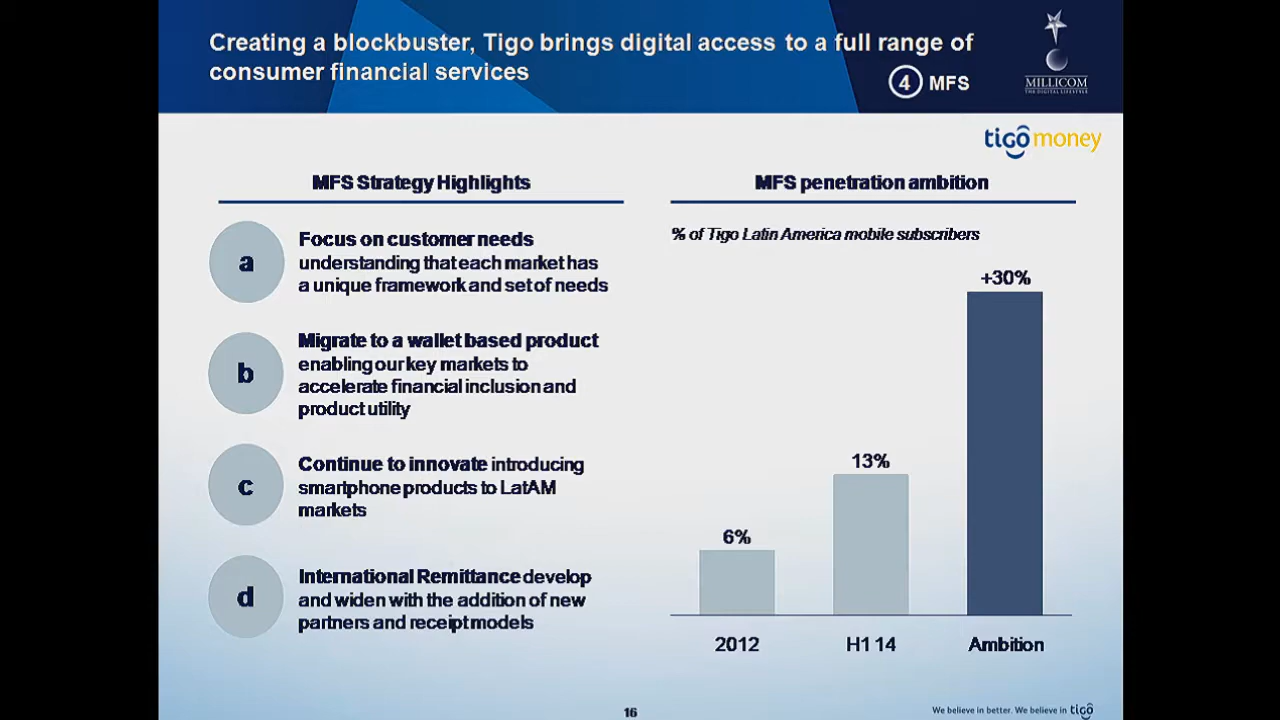 Creating a blockbuster, Tigo brings digital access to a full range of
consumer financial services
4 MFS
MILLICOM
THE DIGITAL LIFESTYLE
tigo money
MFS Strategy Highlights
a
Focus on customer needs
understanding that each market has
a unique framework and set of needs
b
Migrate to a wallet based product
enabling our key markets to
accelerate financial inclusion and
product utility
c
Continue to innovate introducing
smartphone products to LatAM
markets
d
International Remittance develop
and widen with the addition of new
partners and receipt models
MFS penetration ambition
% of Tigo Latin America mobile subscribers
+30%
13%
6%
2012
H1 14
Ambition
16
We believe in better. We believe in tigo